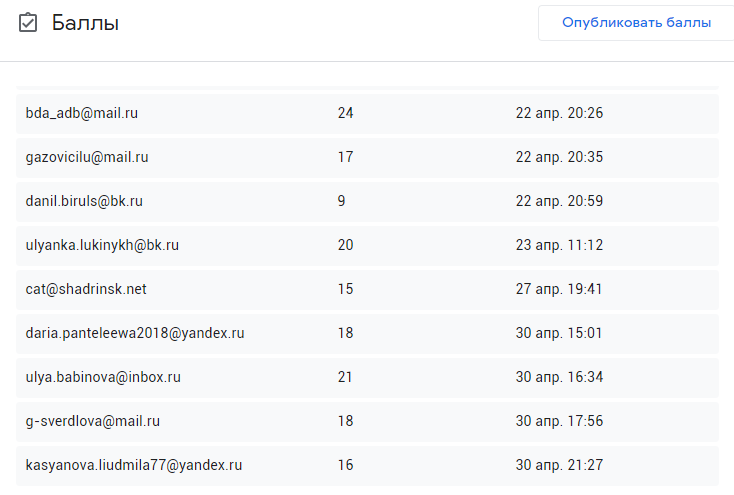 Баллы
Опубликовать баллы
bda_adb@mail.ru 24 22 апр. 20:26
gazovicilu@mail.ru 17 22 апр. 20:35
danil.biruls@bk.ru 9 22 апр. 20:59
ulyanka.lukinykh@bk.ru 20 23 апр. 11:12
cat@shadrinsk.net 15 27 апр. 19:41
daria.panteleewa2018@yandex.ru 18 30 апр. 15:01
ulya.babinova@inbox.ru 21 30 апр. 16:34
g-sverdlova@mail.ru 18 30 апр. 17:56
kasyanova.liudmila77@yandex.ru 16 30 апр. 21:27